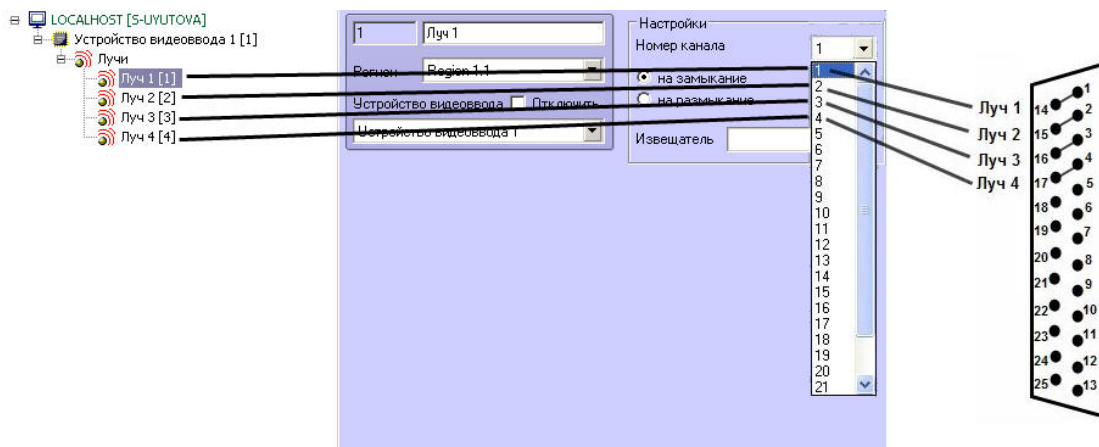 LOCALHOST [S-UYUTOVA]
Устройство видеоввода 1 [1]
Лучи
Луч 1 [1]
Луч 2 [2]
Луч 3 [3]
Луч 4 [4]
1
Луч 1
Регион
Region 1.1
Устройство видеоввода
Отключить
Устройство видеоввода 1
Настройки
Номер канала
1
на замыкание
на размыкание
Извещатель
1
2
3
4
5
6
7
8
9
10
11
12
13
14
15
16
17
18
19
20
21
Луч 1
Луч 2
Луч 3
Луч 4
1
14
2
15
3
16
4
17
5
18
6
19
7
20
8
21
9
22
10
23
11
24
12
25
13